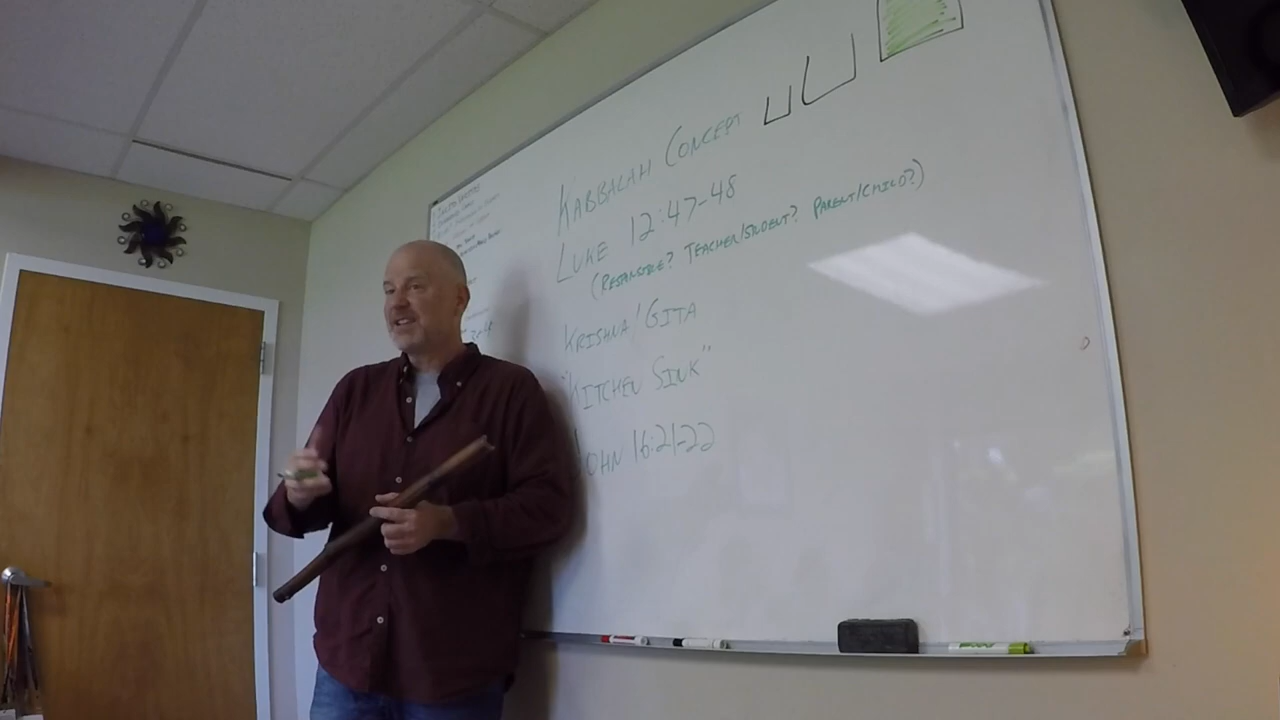 KABBALAH CONCEPT
LUKE 12:47-48
(RESPONSIBLE? TEACHER/STUDENT? PARENT/CHILD?)
KRISHNA/GITA
"KITCHEN SINK"
JOHN 16:21-22